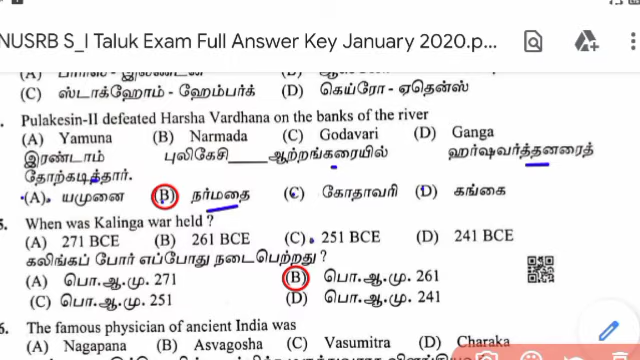 NUSRB S_I Taluk Exam Full Answer Key January 2020.p...
(C) ஸ்டாக்ஹோம் - ஹேம்பர்க் (D) கெய்ரோ - ஏதென்ஸ்
Pulakesin-II defeated Harsha Vardhana on the banks of the river
(A) Yamuna (B) Narmada (C) Godavari (D) Ganga
இரண்டாம் புலிகேசி____ஆற்றங்கரையில் ஹர்ஷவர்த்தனரைத்
தோற்கடித்தார்.
(A) யமுனை (B) நர்மதை (C) கோதாவரி (D) கங்கை
5. When was Kalinga war held ?
(A) 271 BCE (B) 261 BCE (C) 251 BCE (D) 241 BCE
கலிங்கப் போர் எப்போது நடைபெற்றது ?
(A) பொ.ஆ.மு. 271 (B) பொ.ஆ.மு. 261
(C) பொ.ஆ.மு. 251 (D) பொ.ஆ.மு. 241
6. The famous physician of ancient India was
(A) Nagapana (B) Asvagosha (C) Vasumitra (D) Charaka